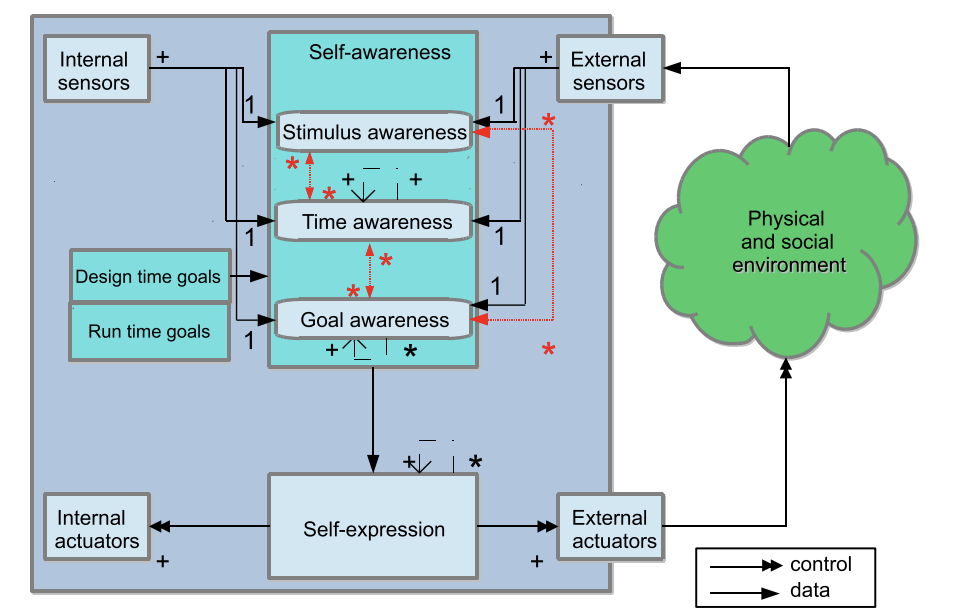 Internal
sensors
+
Self-awareness
+
External
sensors
1
1
*
Stimulus awareness
*
*
+
+
Time awareness
1
1
Physical
and social
environment
*
Design time goals
*
1
Run time goals
Goal awareness
1
+
*
*
+
*
Internal
actuators
+
Self-expression
External
actuators
+
control
data